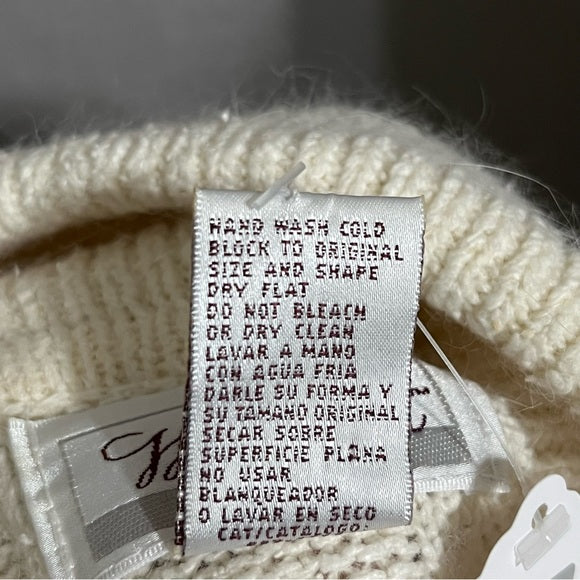 HAND WASH COLD
BLOCK TO ORIGINAL
SIZE AND SHAPE
DRY FLAT
DO NOT BLEACH
OR DRY CLEAN
LAVAR A MANO
CON AGUA FRIA
DARLE SU FORMA Y
SU TAMANO ORIGINAL
SECAR SOBRE
SUPERFICIE PLANA
NO USAR
BLANQUEADOR
O LAVAR EN SECO
CAT/CATALOGO: